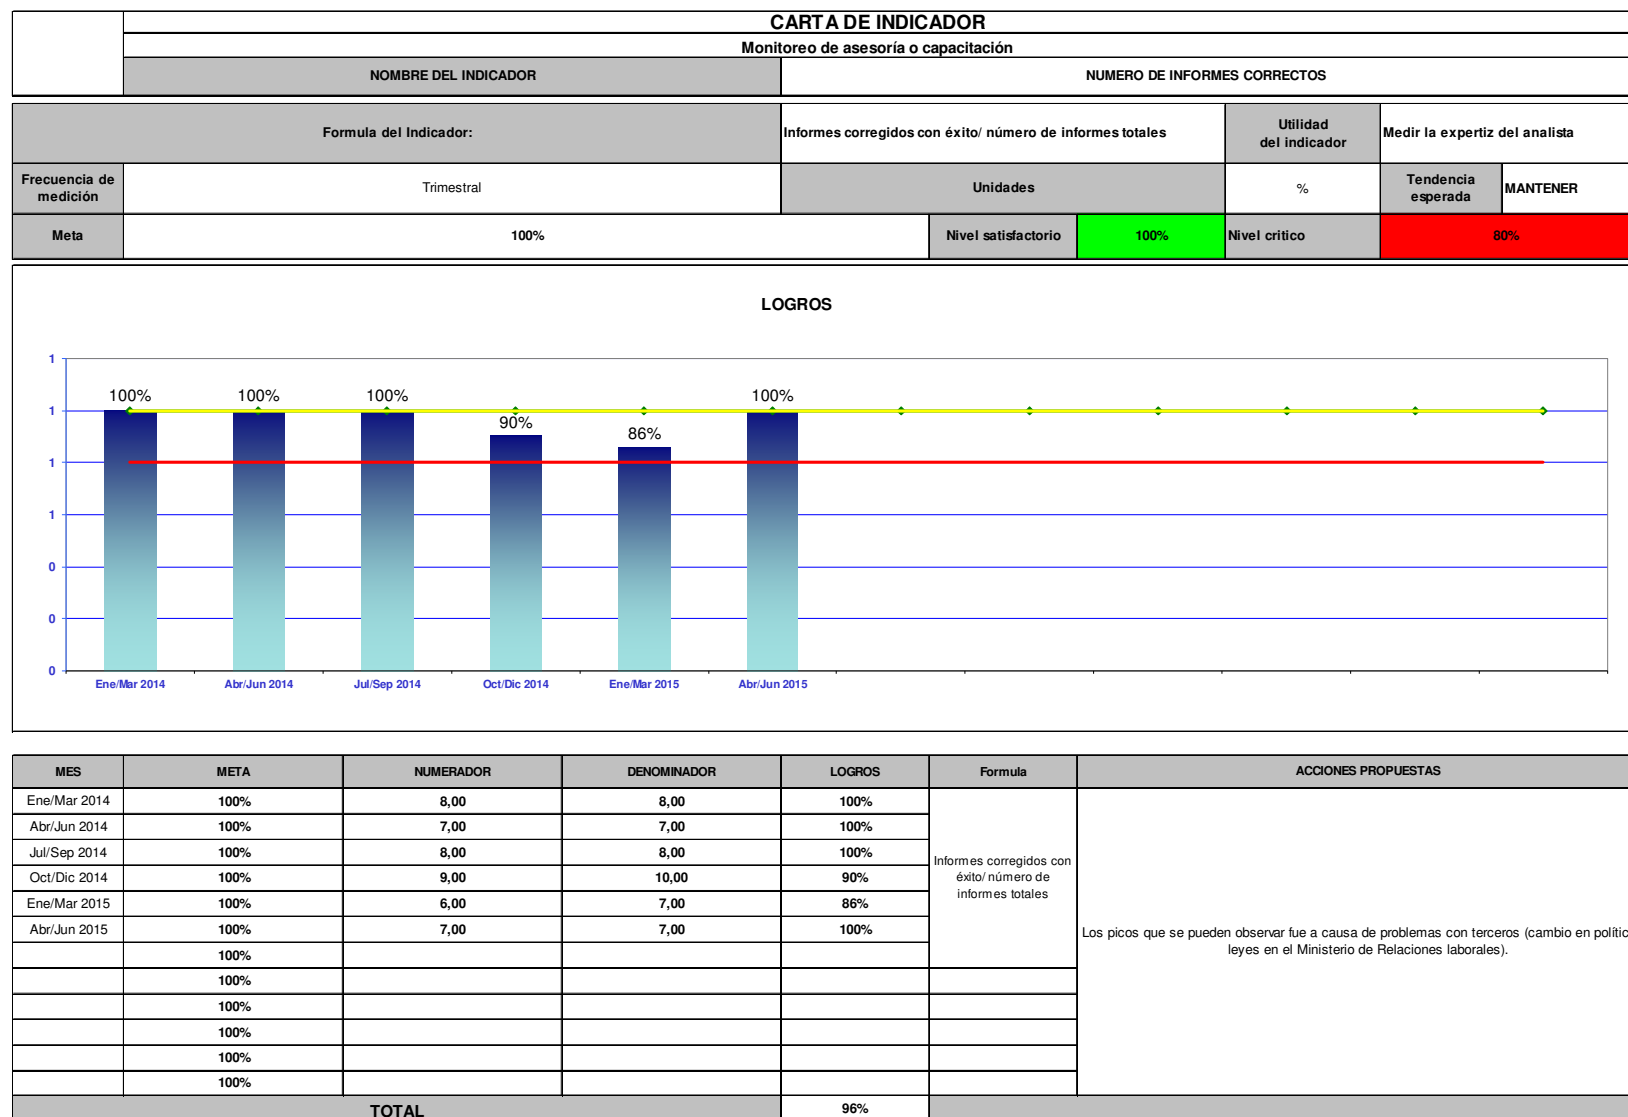 CARTA DE INDICADOR
Monitoreo de asesoría o capacitación
NOMBRE DEL INDICADOR NUMERO DE INFORMES CORRECTOS
Formula del Indicador: Informes corregidos con éxito/ número de informes totales Utilidad del indicador Medir la expertiz del analista
Frecuencia de medición Trimestral Unidades % Tendencia esperada MANTENER
Meta 100% Nivel satisfactorio 100% Nivel critico 80%
LOGROS
1
1
1
1
0
0
0
100% 100% 100% 90% 86% 100%
Ene/Mar 2014 Abr/Jun 2014 Jul/Sep 2014 Oct/Dic 2014 Ene/Mar 2015 Abr/Jun 2015
MES META NUMERADOR DENOMINADOR LOGROS Formula ACCIONES PROPUESTAS
Ene/Mar 2014 100% 8,00 8,00 100%
Abr/Jun 2014 100% 7,00 7,00 100%
Jul/Sep 2014 100% 8,00 8,00 100%
Oct/Dic 2014 100% 9,00 10,00 90%
Ene/Mar 2015 100% 6,00 7,00 86%
Abr/Jun 2015 100% 7,00 7,00 100%
100%
100%
100%
100%
100%
100%
Informes corregidos con
éxito/ número de
informes totales
Los picos que se pueden observar fue a causa de problemas con terceros (cambio en polític
leyes en el Ministerio de Relaciones laborales).
TOTAL 96%